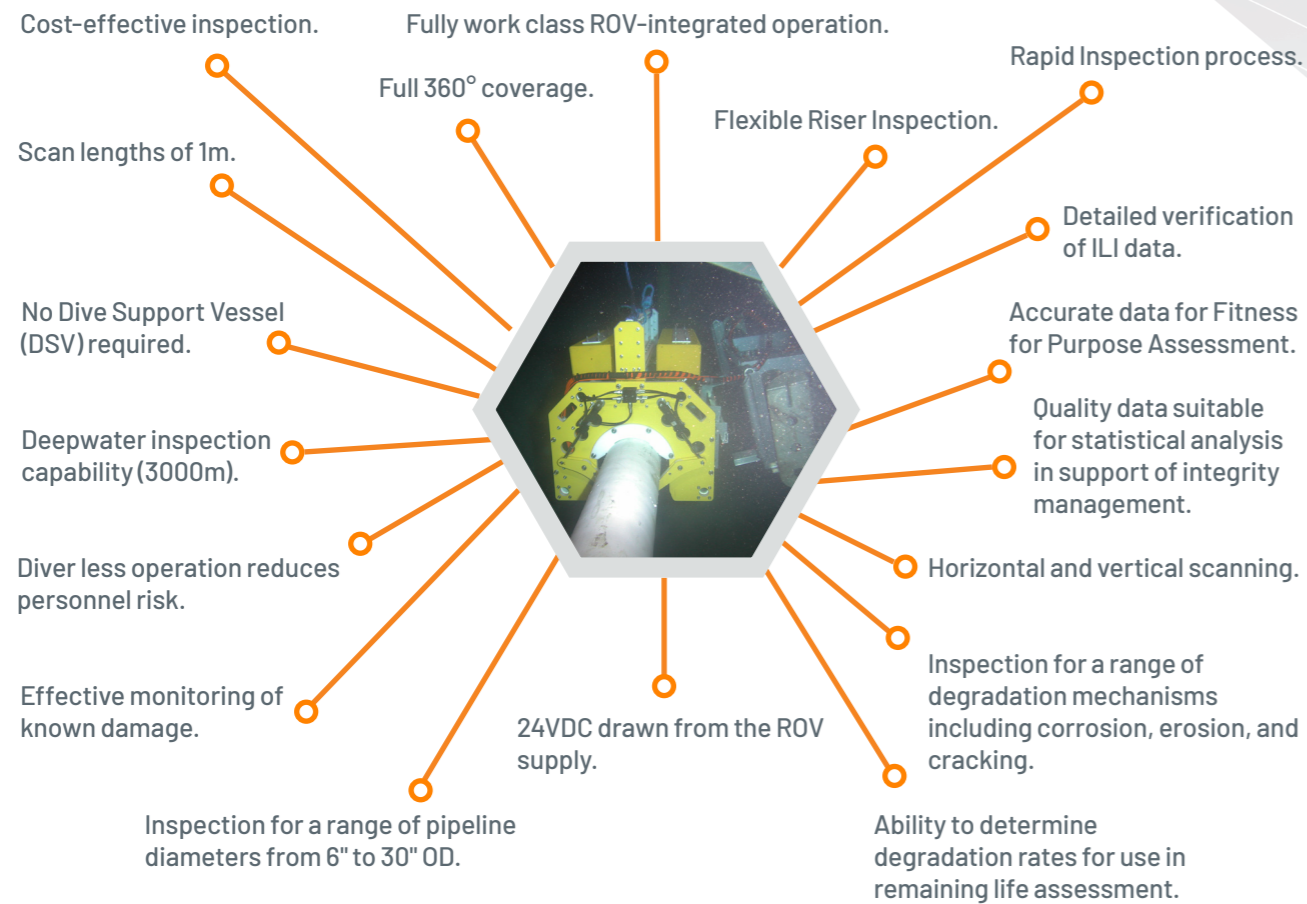 Cost-effective inspection.
Fully work class ROV-integrated operation.
Rapid Inspection process.
Full 360° coverage.
Flexible Riser Inspection.
Scan lengths of 1m.
Detailed verification
of ILI data.
No Dive Support Vessel
(DSV) required.
Accurate data for Fitness
for Purpose Assessment.
Quality data suitable
for statistical analysis
in support of integrity
management.
Deepwater inspection
capability (3000m).
Diver less operation reduces
personnel risk.
Horizontal and vertical scanning.
Inspection for a range of
degradation mechanisms
including corrosion, erosion, and
cracking.
Effective monitoring of
known damage.
24VDC drawn from the ROV
supply.
Inspection for a range of pipeline
diameters from 6" to 30" OD.
Ability to determine
degradation rates for use in
remaining life assessment.